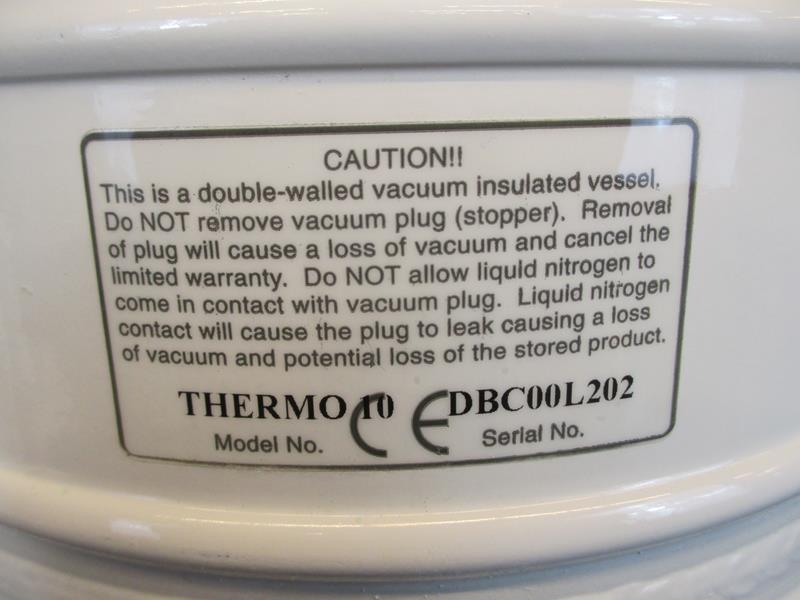 CAUTION!!
This is a double-walled vacuum insulated vessel.
Do NOT remove vacuum plug (stopper). Removal
of plug will cause a loss of vacuum and cancel the
limited warranty. Do NOT allow liquid nitrogen to
come in contact with vacuum plug. Liquid nitrogen
contact will cause the plug to leak causing a loss
of vacuum and potential loss of the stored product.
THERMO 10 CE DBC00L202
Model No. Serial No.